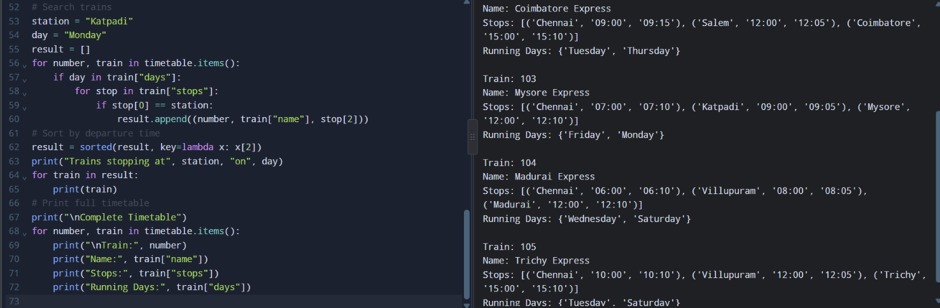 52 # Search trains
53 station = "Katpadi"
54 day = "Monday"
55 result = []
56 for number, train in timetable.items():
57     if day in train["days"]:
58         for stop in train["stops"]:
59             if stop[0] == station:
60                 result.append((number, train["name"], stop[2]))
61 # Sort by departure time
62 result = sorted(result, key=lambda x: x[2])
63 print("Trains stopping at", station, "on", day)
64 for train in result:
65     print(train)
66 # Print full timetable
67 print("\nComplete Timetable")
68 for number, train in timetable.items():
69     print("\nTrain:", number)
70     print("Name:", train["name"])
71     print("Stops:", train["stops"])
72     print("Running Days:", train["days"])
73
Name: Coimbatore Express
Stops: [('Chennai', '09:00', '09:15'), ('Salem', '12:00', '12:05'), ('Coimbatore',
'15:00', '15:10')]
Running Days: {'Tuesday', 'Thursday'}
Train: 103
Name: Mysore Express
Stops: [('Chennai', '07:00', '07:10'), ('Katpadi', '09:00', '09:05'), ('Mysore',
'12:00', '12:10')]
Running Days: {'Friday', 'Monday'}
Train: 104
Name: Madurai Express
Stops: [('Chennai', '06:00', '06:10'), ('Villupuram', '08:00', '08:05'),
('Madurai', '12:00', '12:10')]
Running Days: {'Wednesday', 'Saturday'}
Train: 105
Name: Trichy Express
Stops: [('Chennai', '10:00', '10:10'), ('Villupuram', '12:00', '12:05'), ('Trichy',
'15:00', '15:10')]
Running Days: {'Tuesday', 'Saturday'}